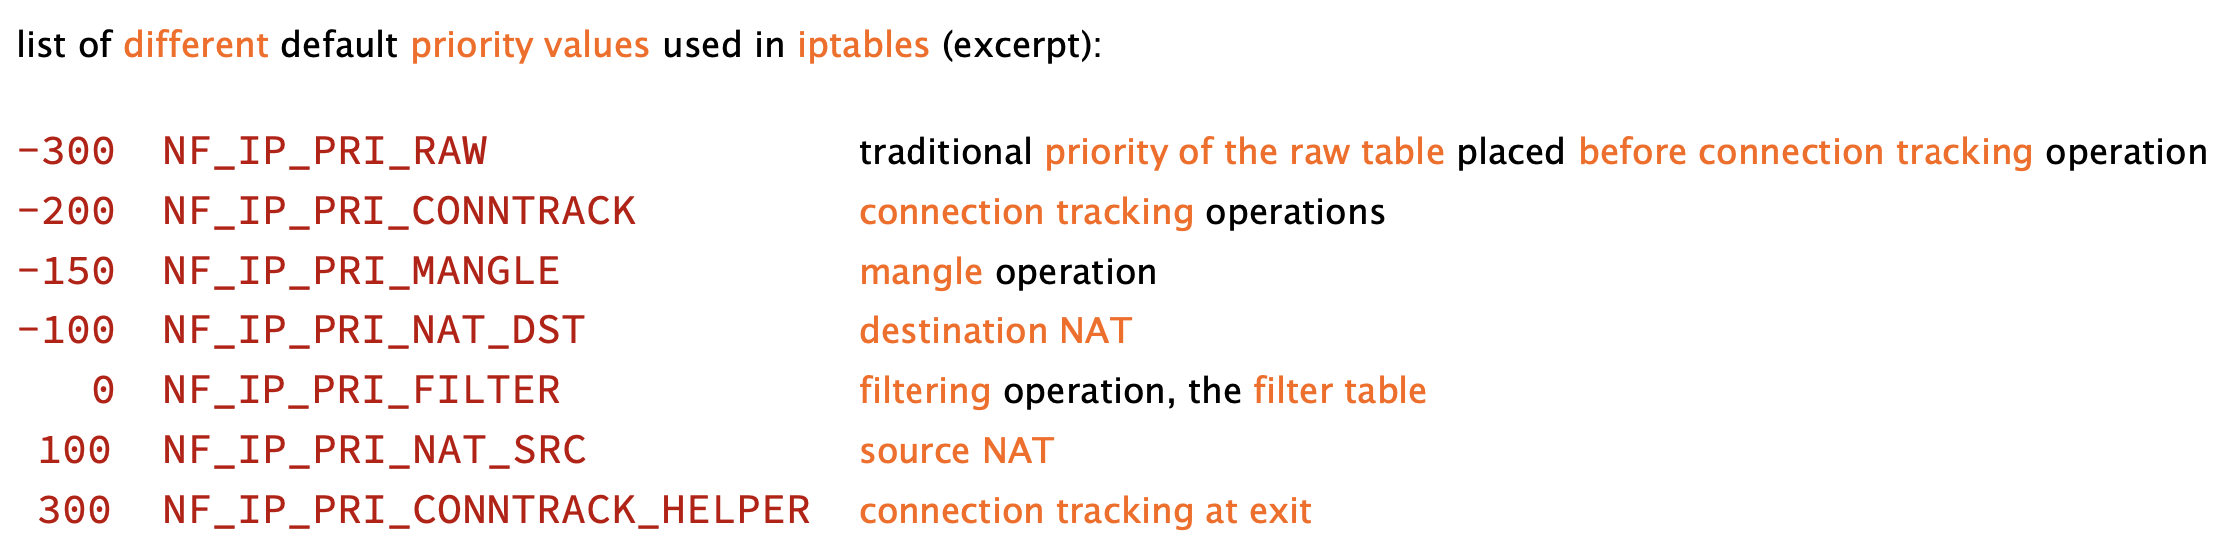 list of different default priority values used in iptables (excerpt):
-300 NF_IP_PRI_RAW traditional priority of the raw table placed before connection tracking operation
-200 NF_IP_PRI_CONNTRACK connection tracking operations
-150 NF_IP_PRI_MANGLE mangle operation
-100 NF_IP_PRI_NAT_DST destination NAT
0 NF_IP_PRI_FILTER filtering operation, the filter table
100 NF_IP_PRI_NAT_SRC source NAT
300 NF_IP_PRI_CONNTRACK_HELPER connection tracking at exit